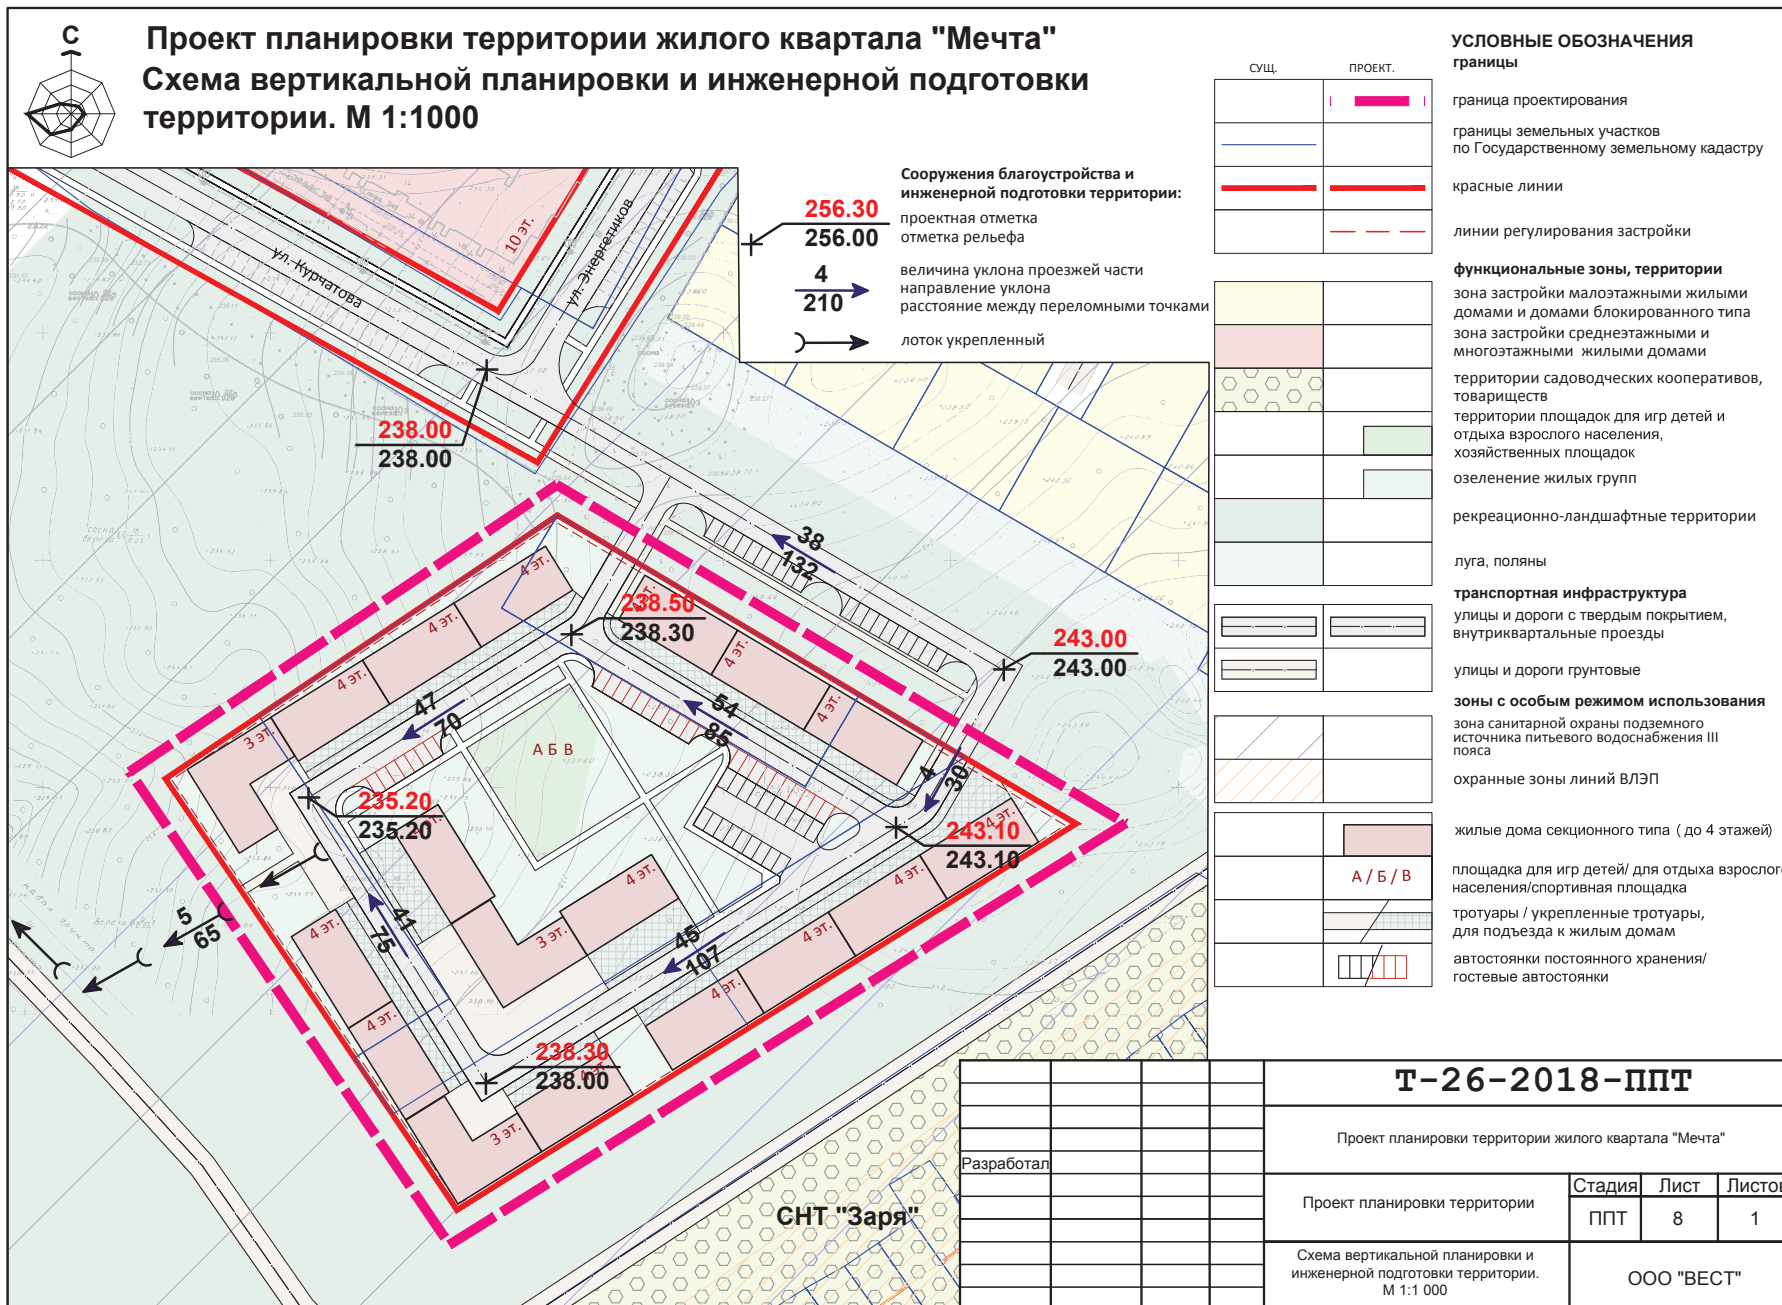 С
Проект планировки территории жилого квартала "Мечта"
Схема вертикальной планировки и инженерной подготовки
территории. М 1:1000
Сооружения благоустройства и
инженерной подготовки территории:
256.30
256.00
проектная отметка
отметка рельефа
4
210
величина уклона проезжей части
направление уклона
расстояние между переломными точками
лоток укрепленный
УСЛОВНЫЕ ОБОЗНАЧЕНИЯ
границы
СУЩ.
ПРОЕКТ.
граница проектирования
границы земельных участков
по Государственному земельному кадастру
красные линии
линии регулирования застройки
функциональные зоны, территории
зона застройки малоэтажными жилыми
домами и домами блокированного типа
зона застройки среднеэтажными и
многоэтажными жилыми домами
территории садоводческих кооперативов,
товариществ
территории площадок для игр детей и
отдыха взрослого населения,
хозяйственных площадок
озеленение жилых групп
рекреационно-ландшафтные территории
луга, поляны
транспортная инфраструктура
улицы и дороги с твердым покрытием,
внутриквартальные проезды
улицы и дороги грунтовые
зоны с особым режимом использования
зона санитарной охраны подземного
источника питьевого водоснабжения III
пояса
охранные зоны линий ВЛЭП
жилые дома секционного типа ( до 4 этажей)
А / Б / В
площадка для игр детей/ для отдыха взрослого
населения/спортивная площадка
тротуары / укрепленные тротуары,
для подъезда к жилым домам
автостоянки постоянного хранения/
гостевые автостоянки
ул. Курчатова
10 эт.
ул. Энергетиков
238.00
238.00
38
132
4 эт.
4 эт.
238.50
238.30
4 эт.
243.00
243.00
4 эт.
4 эт.
4 эт.
3 эт.
47
70
54
85
А Б В
4
30
235.20
235.20
4 эт.
243.10
243.10
4 эт.
4 эт.
4 эт.
5
65
41
75
4 эт.
3 эт.
45
107
4 эт.
4 эт.
4 эт.
238.30
238.00
4 эт.
3 эт.
СНТ "Заря"
Т-26-2018-ППТ
Проект планировки территории жилого квартала "Мечта"
Разработал
Проект планировки территории
Стадия
Лист
Листов
ППТ
8
1
Схема вертикальной планировки и
инженерной подготовки территории.
М 1:1 000
ООО "ВЕСТ"